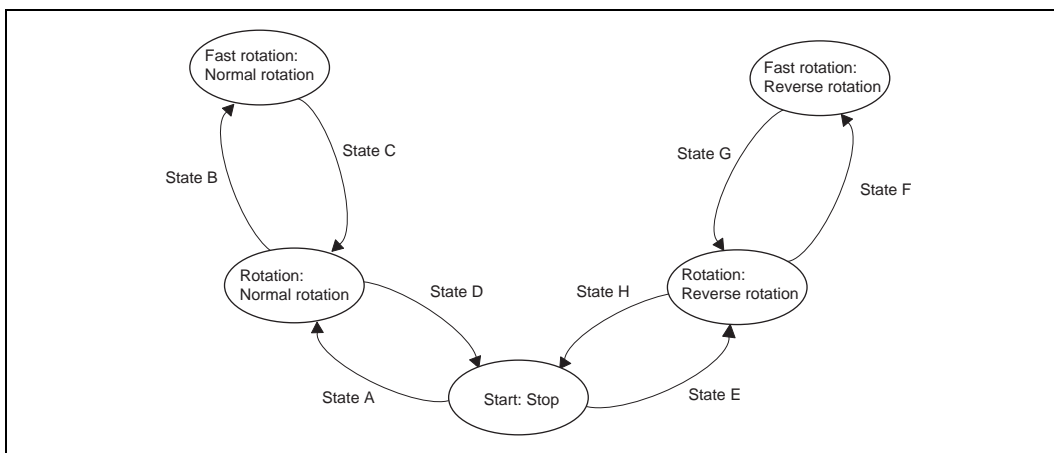 Fast rotation:
Normal rotation
Fast rotation:
Reverse rotation
State C
State G
State B
State F
Rotation:
Normal rotation
State D
State H
Rotation:
Reverse rotation
State A
Start: Stop
State E